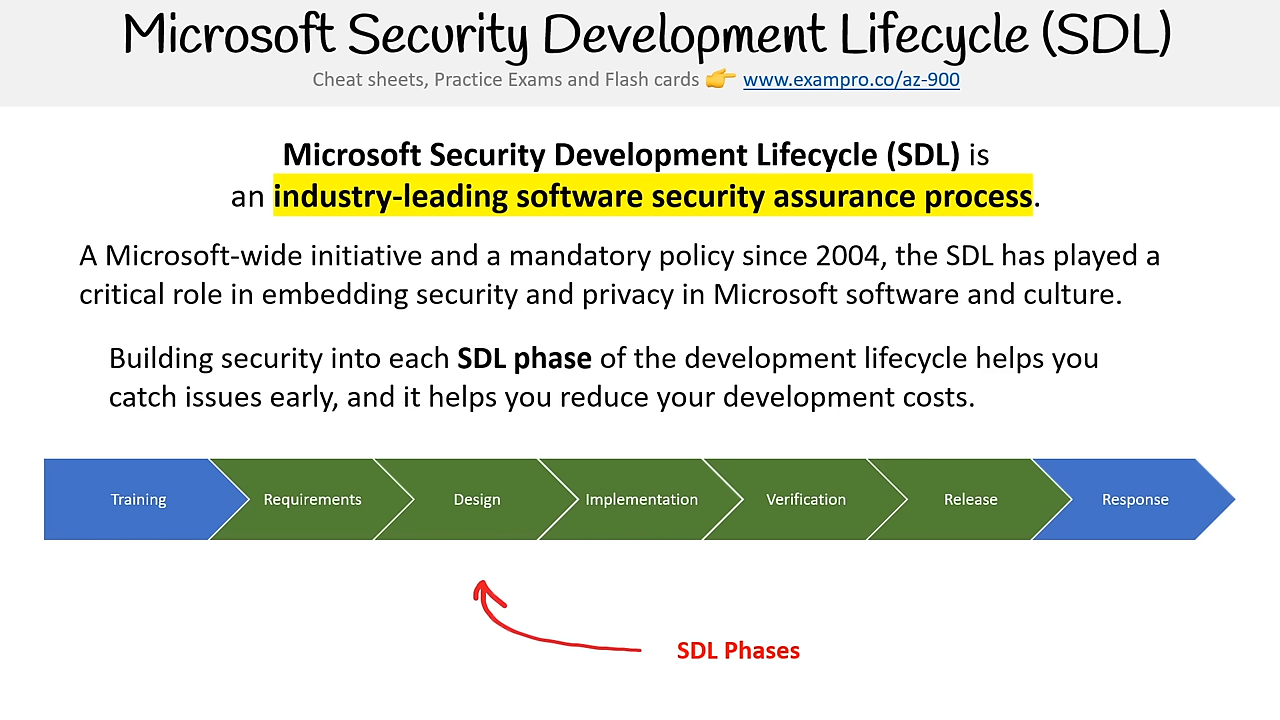 Microsoft Security Development Lifecycle (SDL)
Cheat sheets, Practice Exams and Flash cards 👉 www.exampro.co/az-900
Microsoft Security Development Lifecycle (SDL) is
an industry-leading software security assurance process.
A Microsoft-wide initiative and a mandatory policy since 2004, the SDL has played a
critical role in embedding security and privacy in Microsoft software and culture.
Building security into each SDL phase of the development lifecycle helps you
catch issues early, and it helps you reduce your development costs.
Training
Requirements
Design
Implementation
Verification
Release
Response
SDL Phases